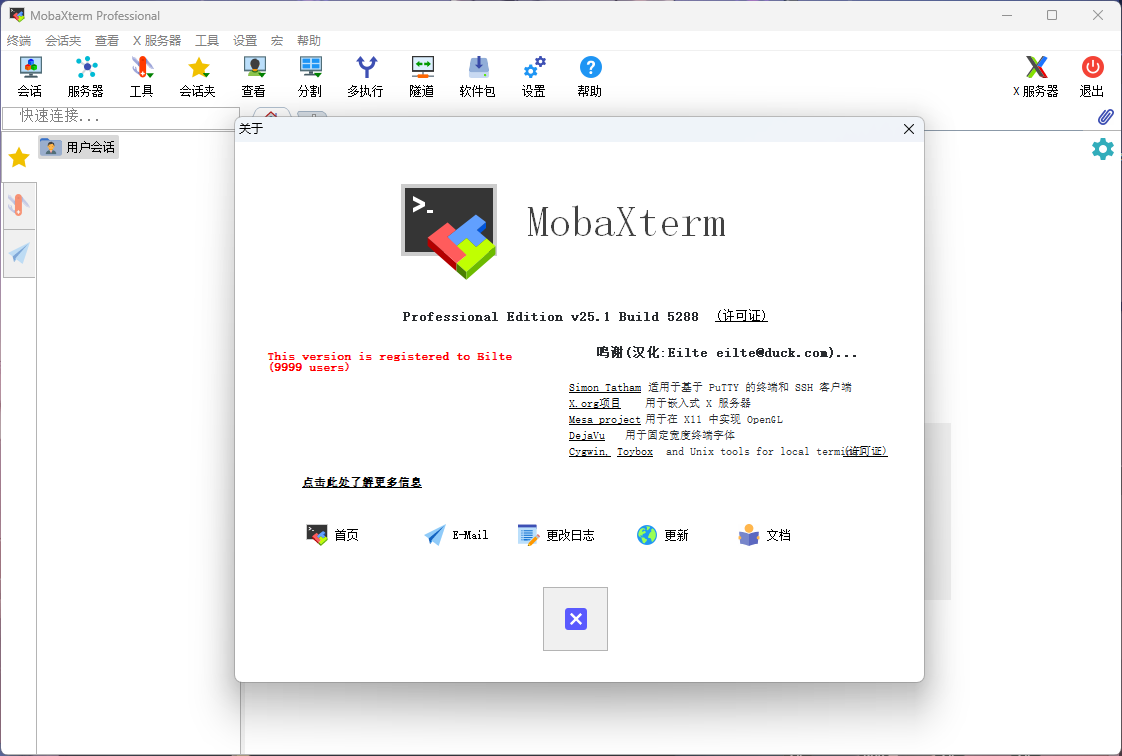 MobaXterm Professional
终端 会话夹 查看 X 服务器 工具 设置 宏 帮助
会话 服务器 工具 会话夹 查看 分割 多执行 隧道 软件包 设置 帮助 X 服务器 退出
快速连接...
关于
用户会话
>_
MobaXterm
Professional Edition v25.1 Build 5288 (许可证)
This version is registered to Eilte
(9999 users)
鸣谢(汉化:Eilte eilte@duck.com)...
Simon Tatham 适用于基于 PuTTY 的终端和 SSH 客户端
X.org项目 用于嵌入式 X 服务器
Mesa project 用于在 X11 中实现 OpenGL
DejaVu 用于固定宽度终端字体
Cygwin, Toybox and Unix tools for local (许可证)
点击此处了解更多信息
首页 E-Mail 更改日志 更新 文档